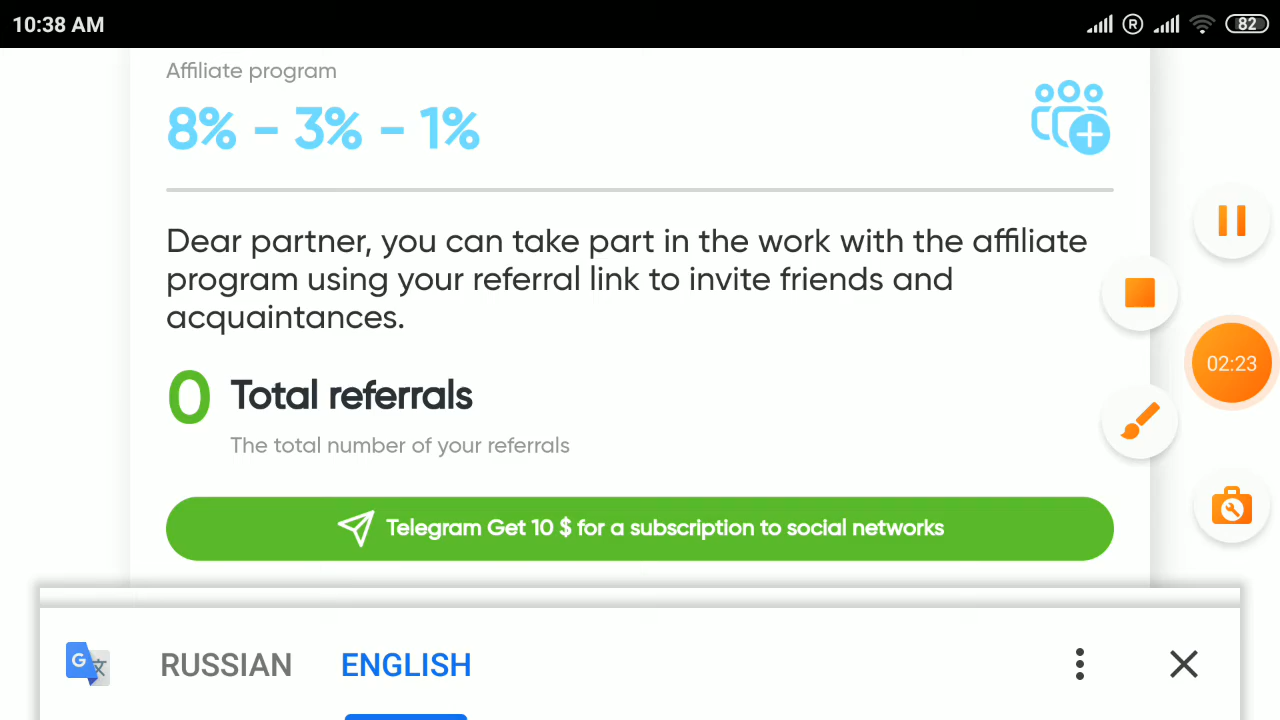 10:38 AM
R
82
Affiliate program
8% - 3% - 1%
Dear partner, you can take part in the work with the affiliate
program using your referral link to invite friends and
acquaintances.
0 Total referrals
The total number of your referrals
Telegram Get 10 $ for a subscription to social networks
02:23
G 文
RUSSIAN ENGLISH